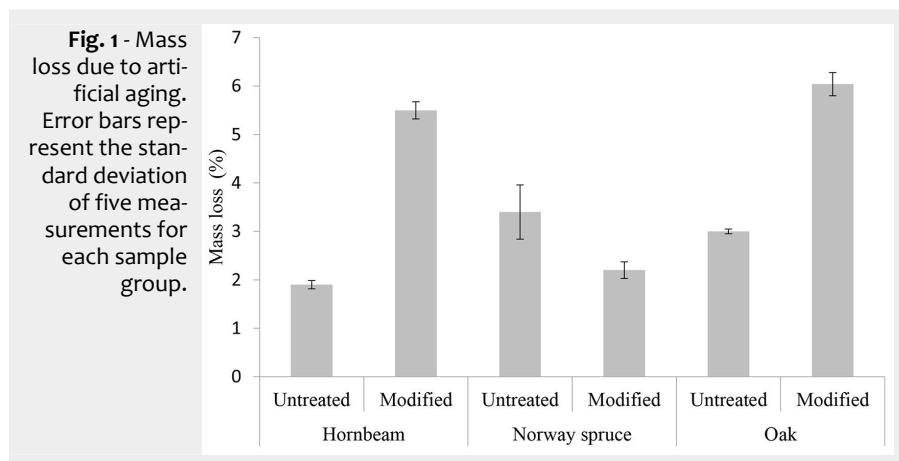 Fig. 1 - Mass
loss due to arti-
ficial aging.
Error bars rep-
resent the stan-
dard deviation
of five mea-
surements for
each sample
group.
Mass loss (%)
7
6
5
4
3
2
1
0
Untreated Modified Untreated Modified Untreated Modified
Hornbeam Norway spruce Oak